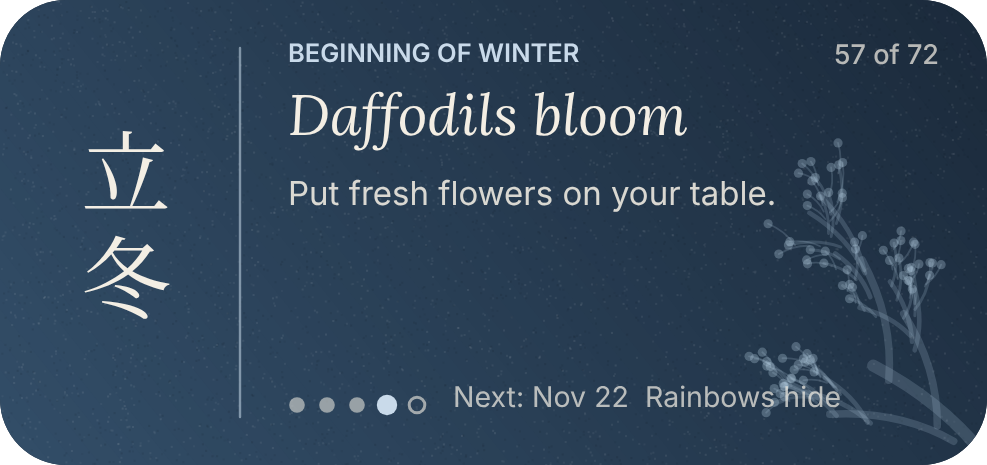 立冬
BEGINNING OF WINTER
57 of 72
Daffodils bloom
Put fresh flowers on your table.
Next: Nov 22 Rainbows hide